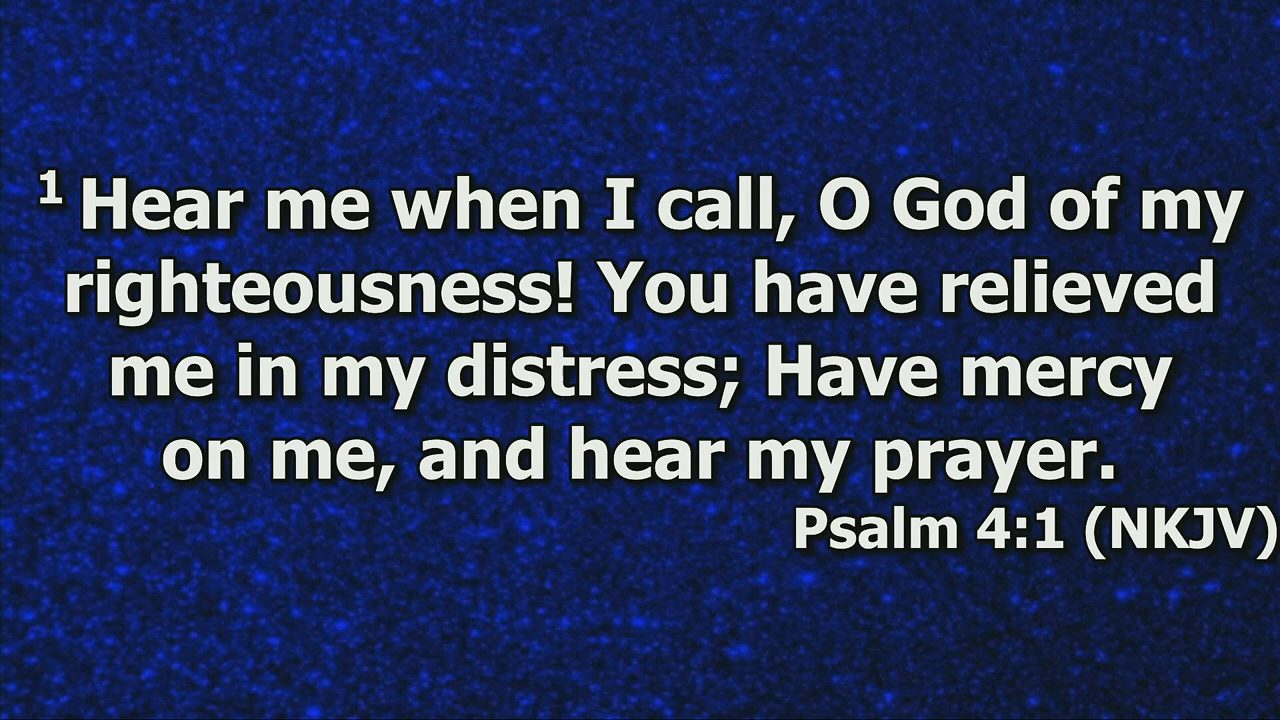 1 Hear me when I call, O God of my
righteousness! You have relieved
me in my distress; Have mercy
on me, and hear my prayer.
Psalm 4:1 (NKJV)